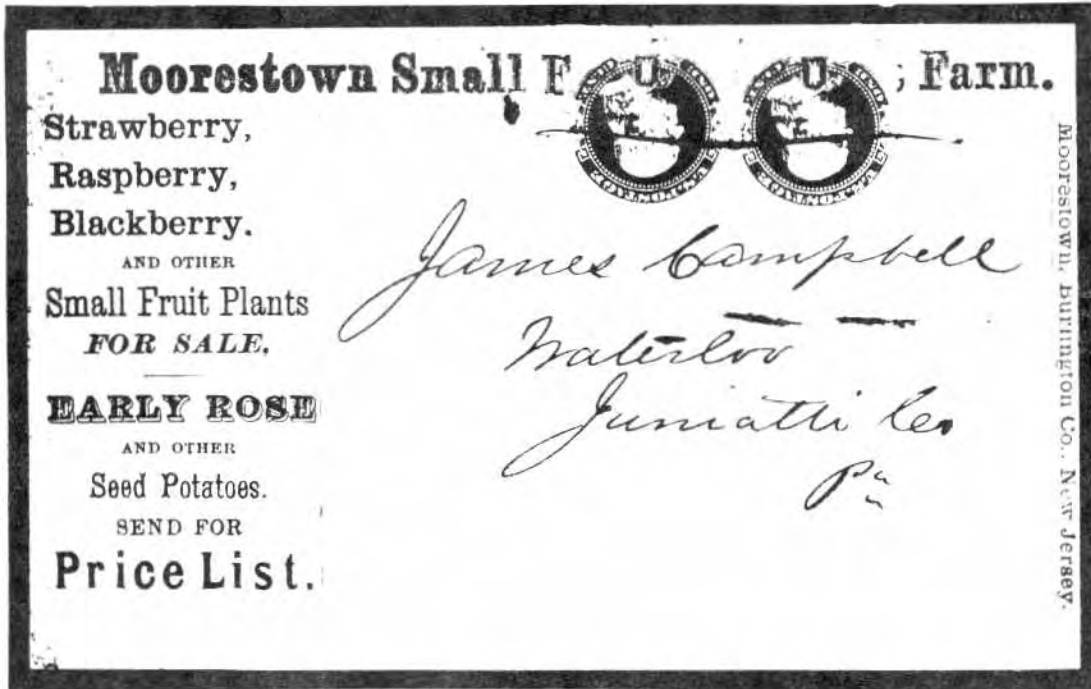 Moorestown Small F ; Farm.
Strawberry,
Raspberry,
Blackberry.
AND OTHER
Small Fruit Plants
FOR SALE.
EARLY ROSE
AND OTHER
Seed Potatoes.
SEND FOR
Price List.
James Campbell
Waterloo
Juniatti Co
Pa
Moorestown, Burlington Co., New Jersey.
U
U